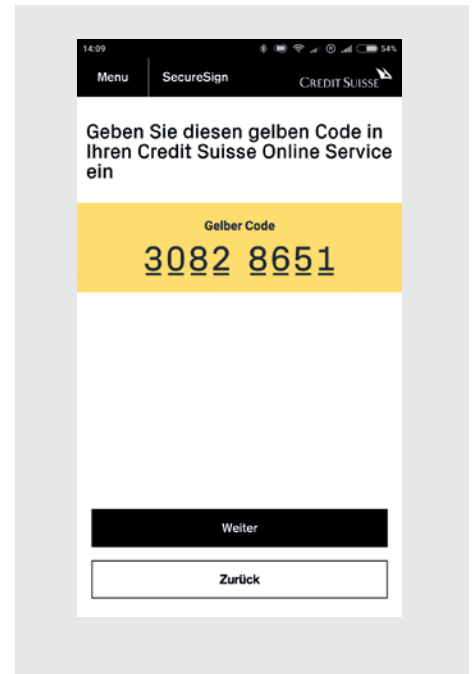 14:09 54%
Menu SecureSign CREDIT SUISSE
Geben Sie diesen gelben Code in
Ihren Credit Suisse Online Service
ein
Gelber Code
3082 8651
Weiter
Zurück